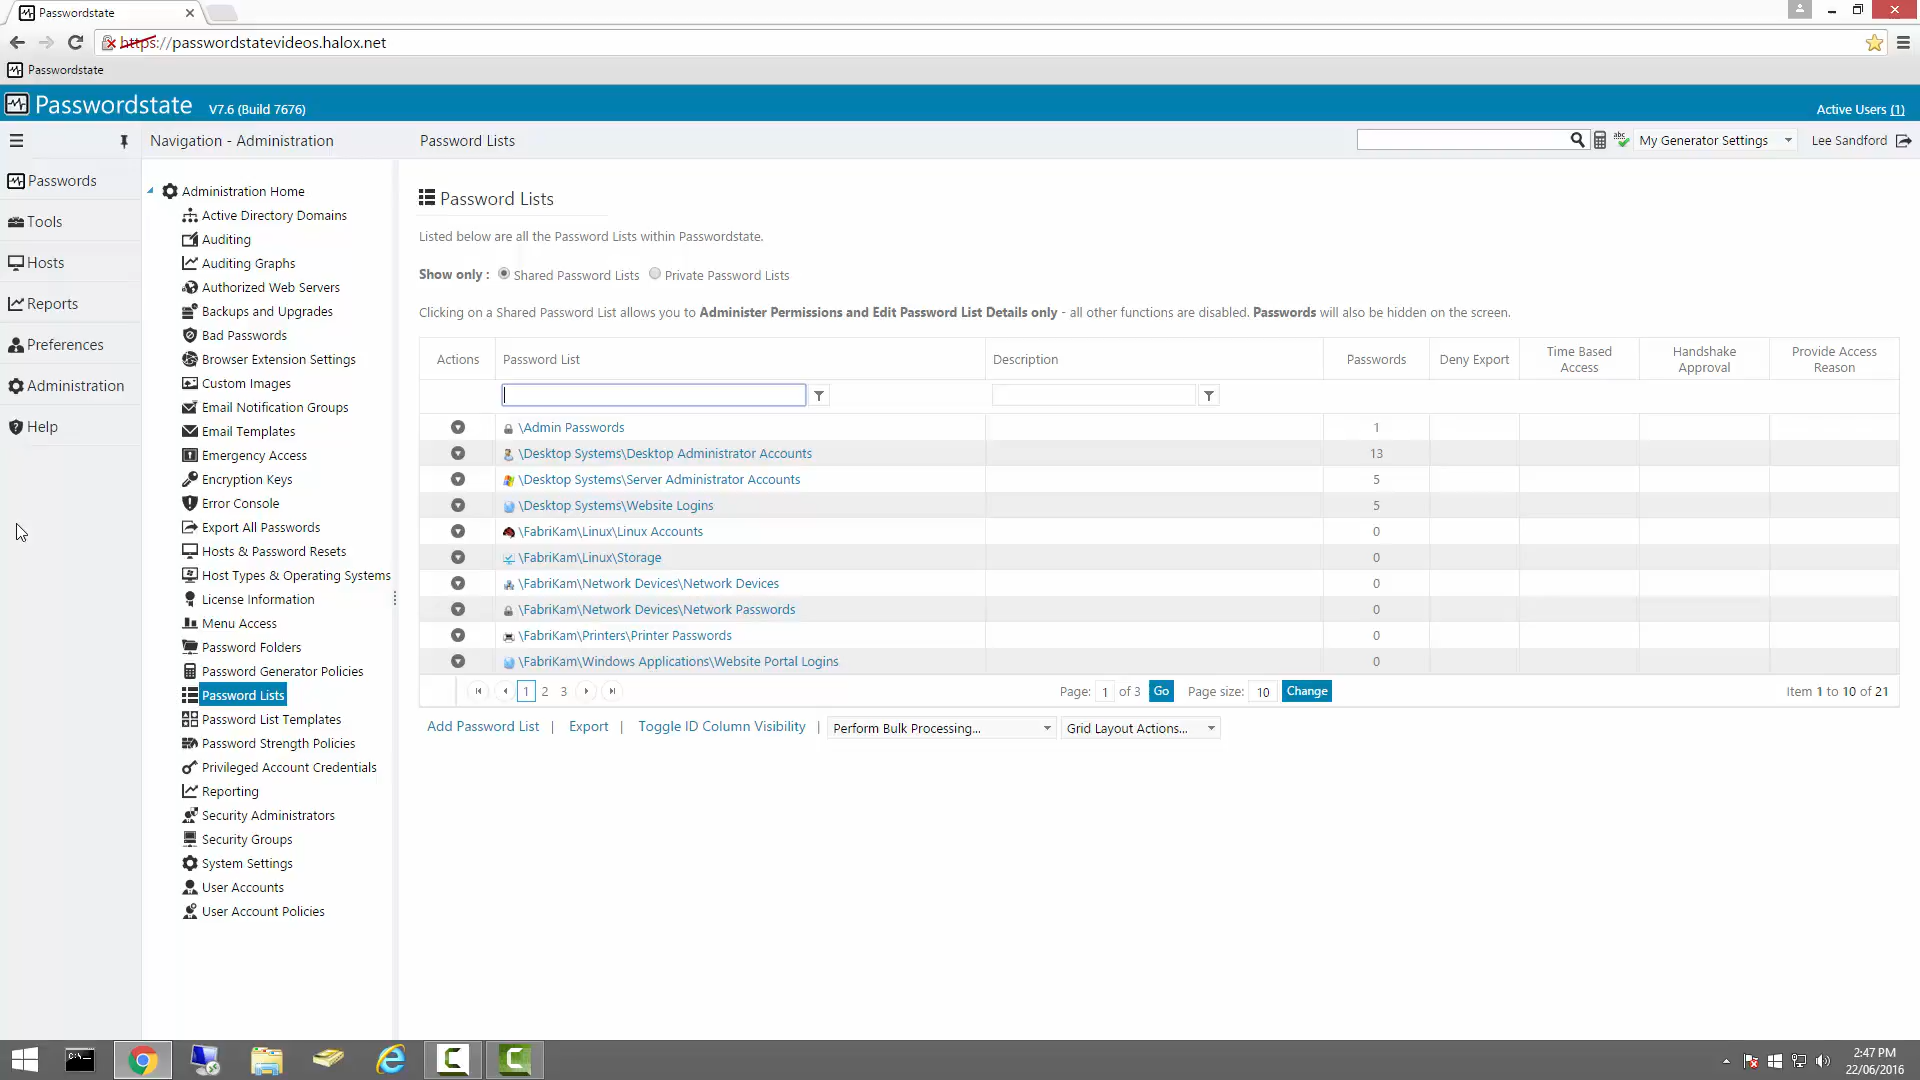 Passwordstate
https://passwordstatevideos.halox.net
Passwordstate
Passwordstate V7.6 (Build 7676)
Active Users (1)
Navigation - Administration
Password Lists
My Generator Settings
Lee Sandford
Passwords
Tools
Hosts
Reports
Preferences
Administration
Help
Administration Home
Active Directory Domains
Auditing
Auditing Graphs
Authorized Web Servers
Backups and Upgrades
Bad Passwords
Browser Extension Settings
Custom Images
Email Notification Groups
Email Templates
Emergency Access
Encryption Keys
Error Console
Export All Passwords
Hosts & Password Resets
Host Types & Operating Systems
License Information
Menu Access
Password Folders
Password Generator Policies
Password Lists
Password List Templates
Password Strength Policies
Privileged Account Credentials
Reporting
Security Administrators
Security Groups
System Settings
User Accounts
User Account Policies
Password Lists
Listed below are all the Password Lists within Passwordstate.
Show only : Shared Password Lists Private Password Lists
Clicking on a Shared Password List allows you to Administer Permissions and Edit Password List Details only - all other functions are disabled. Passwords will also be hidden on the screen.
Actions Password List Description Passwords Deny Export Time Based Access Handshake Approval Provide Access Reason
\Admin Passwords 1
\Desktop Systems\Desktop Administrator Accounts 13
\Desktop Systems\Server Administrator Accounts 5
\Desktop Systems\Website Logins 5
\FabriKam\Linux\Linux Accounts 0
\FabriKam\Linux\Storage 0
\FabriKam\Network Devices\Network Devices 0
\FabriKam\Network Devices\Network Passwords 0
\FabriKam\Printers\Printer Passwords 0
\FabriKam\Windows Applications\Website Portal Logins 0
1 2 3 Page: 1 of 3 Go Page size: 10 Change Item 1 to 10 of 21
Add Password List | Export | Toggle ID Column Visibility | Perform Bulk Processing... Grid Layout Actions...
2:47 PM
22/06/2016